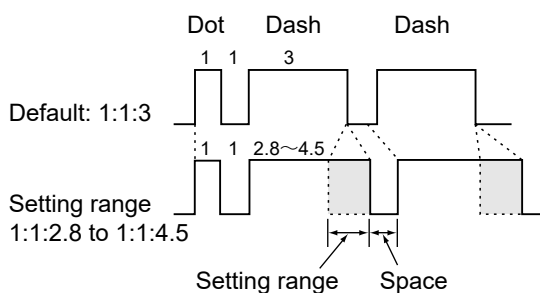 Dot Dash Dash
1 1 3
Default: 1:1:3
1 1 2.8～4.5
Setting range
1:1:2.8 to 1:1:4.5
Setting range Space